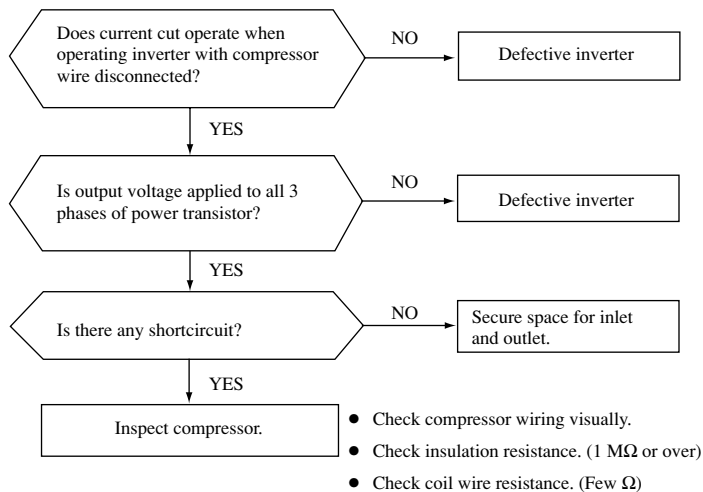 Does current cut operate when
operating inverter with compressor
wire disconnected?
NO
Defective inverter
YES
Is output voltage applied to all 3
phases of power transistor?
NO
Defective inverter
YES
Is there any shortcircuit?
NO
Secure space for inlet
and outlet.
YES
Inspect compressor.
● Check compressor wiring visually.
● Check insulation resistance. (1 MΩ or over)
● Check coil wire resistance. (Few Ω)